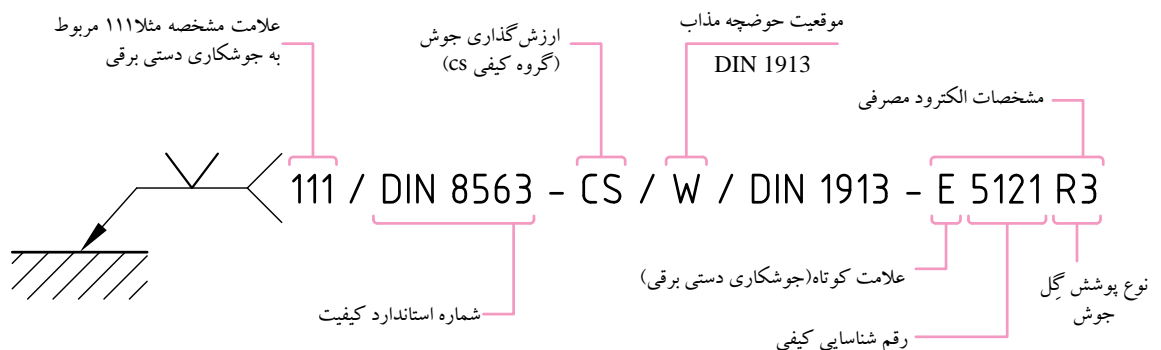 علامت مشخصه مثلا۱۱۱ مربوط
به جوشکاری دستی برقی
ارزش‌گذاری جوش
(گروه کیفی cs)
موقعیت حوضچه مذاب
DIN 1913
مشخصات الکترود مصرفی
111 / DIN 8563 - CS / W / DIN 1913 - E 5121 R3
شماره استاندارد کیفیت
علامت کوتاه(جوشکاری دستی برقی)
رقم شناسایی کیفی
نوع پوشش گِل
جوش